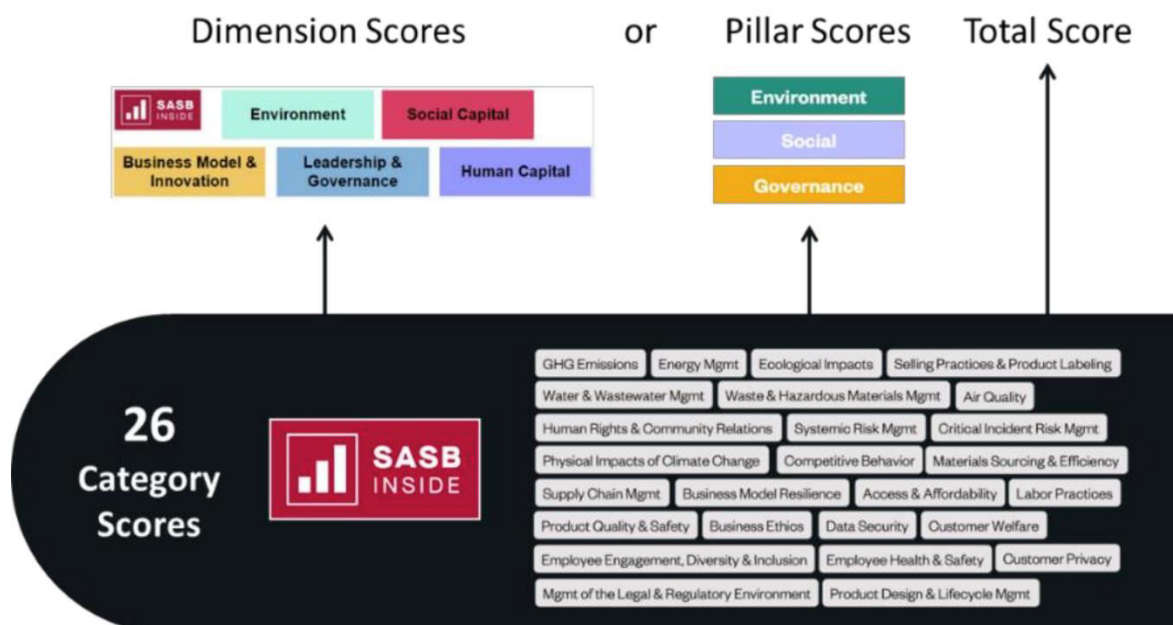 Dimension Scores or Pillar Scores Total Score
SASB
INSIDE
Environment
Social Capital
Business Model &
Innovation
Leadership &
Governance
Human Capital
Environment
Social
Governance
26
Category
Scores
SASB
INSIDE
GHG Emissions Energy Mgmt Ecological Impacts Selling Practices & Product Labeling
Water & Wastewater Mgmt Waste & Hazardous Materials Mgmt Air Quality
Human Rights & Community Relations Systemic Risk Mgmt Critical Incident Risk Mgmt
Physical Impacts of Climate Change Competitive Behavior Materials Sourcing & Efficiency
Supply Chain Mgmt Business Model Resilience Access & Affordability Labor Practices
Product Quality & Safety Business Ethics Data Security Customer Welfare
Employee Engagement, Diversity & Inclusion Employee Health & Safety Customer Privacy
Mgmt of the Legal & Regulatory Environment Product Design & Lifecycle Mgmt